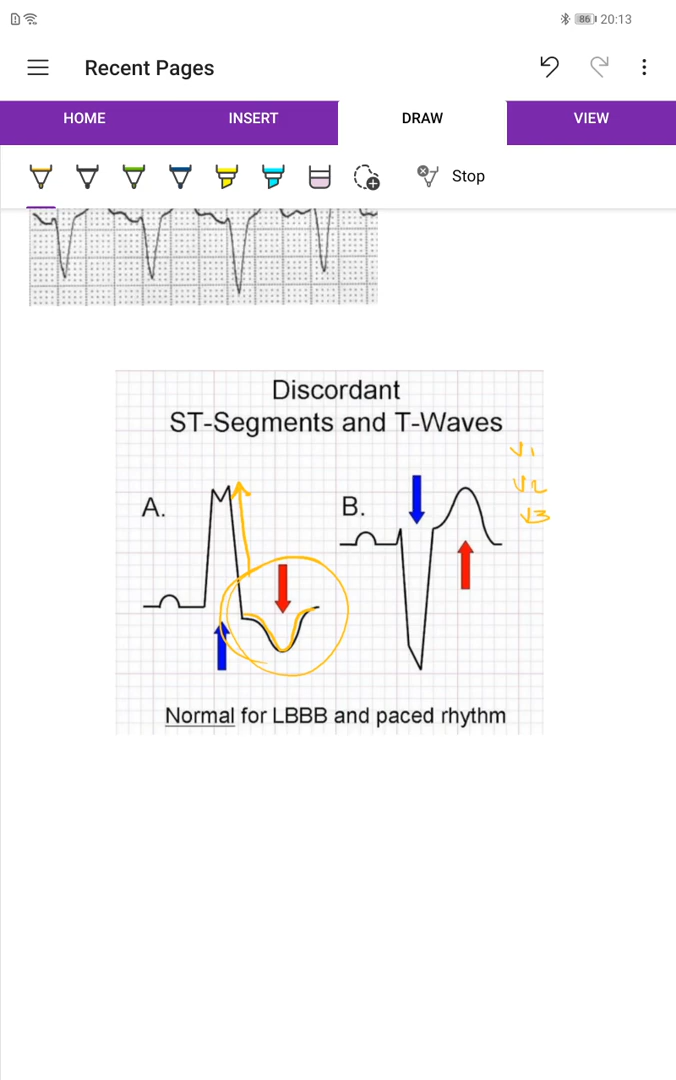 86 20:13
Recent Pages
HOME INSERT DRAW VIEW
Stop
Discordant
ST-Segments and T-Waves
V1
V2
V3
A. B.
Normal for LBBB and paced rhythm